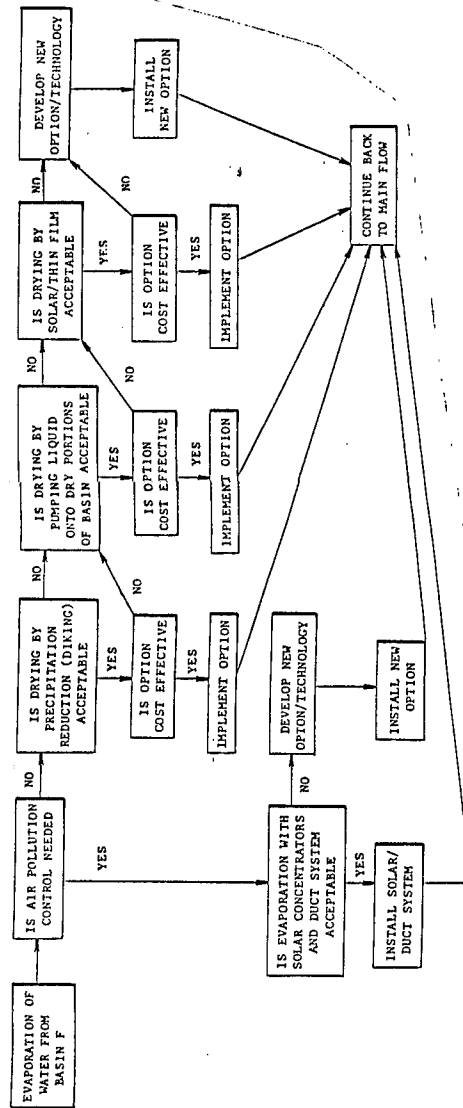 EVAPORATION OF
WATER FROM
BASIN F
IS AIR POLLUTION
CONTROL NEEDED
NO
YES
IS DRYING BY
PRECIPITATION
REDUCTION (DIKING)
ACCEPTABLE
NO
YES
IS OPTION
COST EFFECTIVE
NO
YES
IMPLEMENT OPTION
IS DRYING BY
PUMPING LIQUID
ONTO DRY PORTIONS
OF BASIN ACCEPTABLE
NO
YES
IS OPTION
COST EFFECTIVE
NO
YES
IMPLEMENT OPTION
IS DRYING BY
SOLAR/THIN FILM
ACCEPTABLE
NO
YES
IS OPTION
COST EFFECTIVE
NO
YES
IMPLEMENT OPTION
DEVELOP NEW
OPTION/TECHNOLOGY
INSTALL
NEW OPTION
IS EVAPORATION WITH
SOLAR CONCENTRATORS
AND DUCT SYSTEM
ACCEPTABLE
NO
YES
DEVELOP NEW
OPTON/TECHNOLOGY
INSTALL NEW
OPTION
INSTALL SOLAR/
DUCT SYSTEM
CONTINUE BACK
TO MAIN FLOW